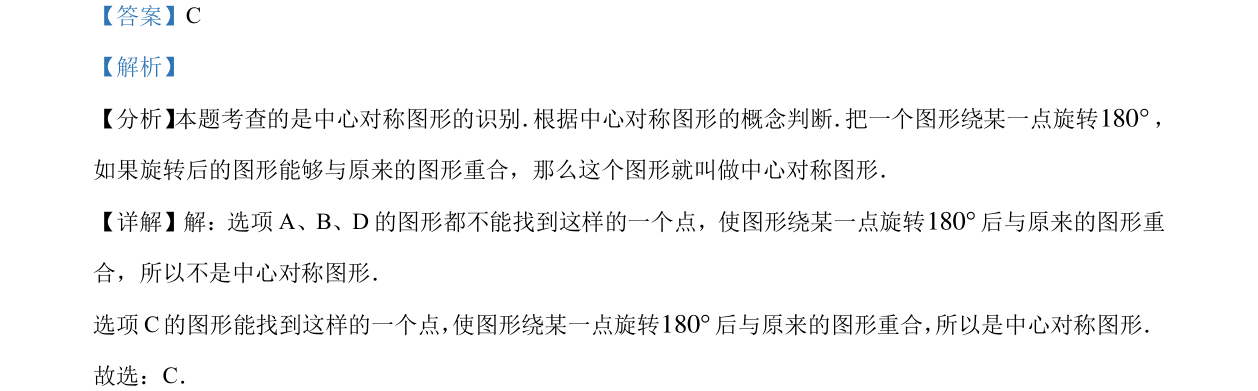 【答案】C
【解析】
【分析】本题考查的是中心对称图形的识别.根据中心对称图形的概念判断.把一个图形绕某一点旋转180°，
如果旋转后的图形能够与原来的图形重合，那么这个图形就叫做中心对称图形.
【详解】解：选项 A、B、D 的图形都不能找到这样的一个点，使图形绕某一点旋转180°后与原来的图形重
合，所以不是中心对称图形.
选项 C 的图形能找到这样的一个点，使图形绕某一点旋转180°后与原来的图形重合，所以是中心对称图形.
故选：C.